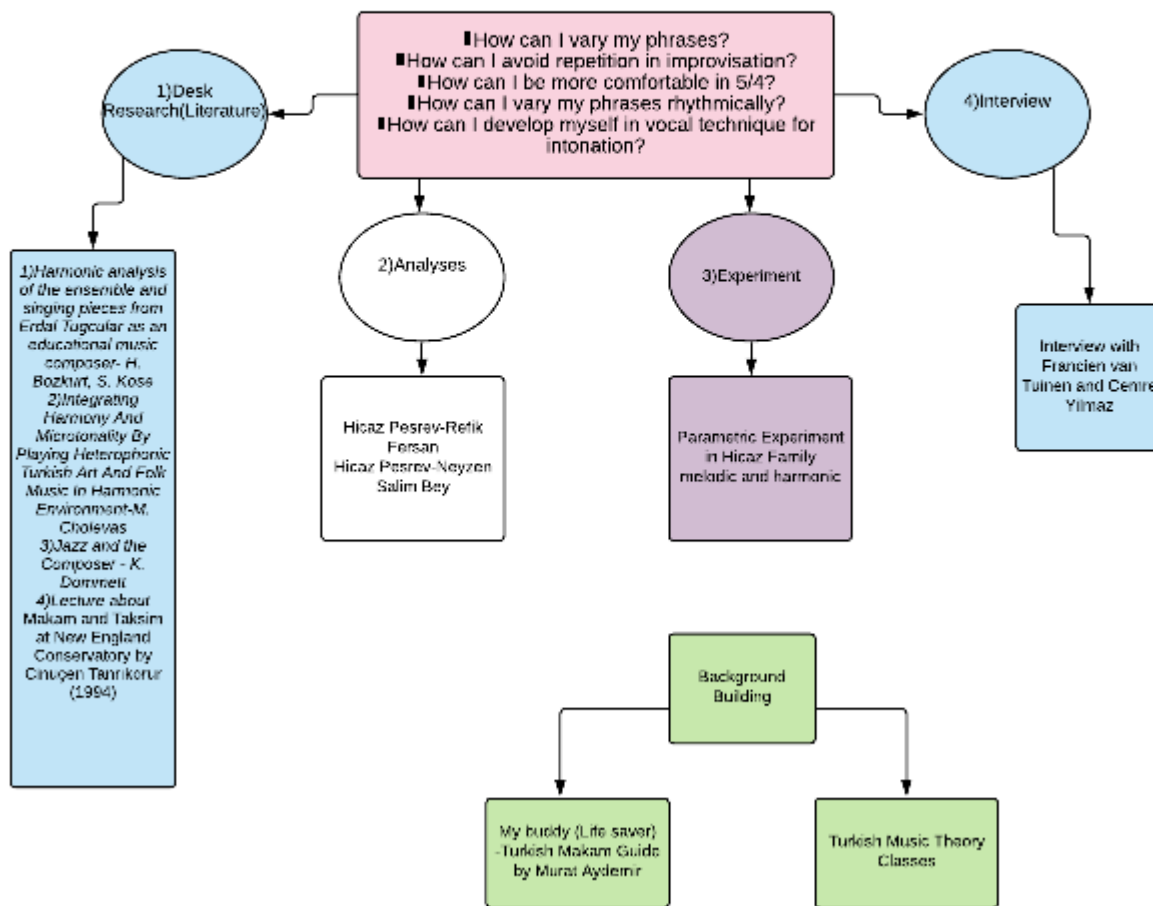 ▮How can I vary my phrases?
▮How can I avoid repetition in improvisation?
▮How can I be more comfortable in 5/4?
▮How can I vary my phrases rhythmically?
▮How can I develop myself in vocal technique for
intonation?
1)Desk
Research(Literature)
4)Interview
2)Analyses
3)Experiment
1)Harmonic analysis
of the ensemble and
singing pieces from
Erdal Tugcular as an
educational music
composer- H.
Bozkurt, S. Kose
2)Integrating
Harmony And
Microtonality By
Playing Heterophonic
Turkish Art And Folk
Music In Harmonic
Environment-M.
Cholevas
3)Jazz and the
Composer - K.
Dommett
4)Lecture about
Makam and Taksim
at New England
Conservatory by
Cinuçen Tanrıkorur
(1994)
Hicaz Pesrev-Refik
Fersan
Hicaz Pesrev-Neyzen
Salim Bey
Parametric Experiment
in Hicaz Family
melodic and harmonic
Interview with
Francien van
Tuinen and Cemre
Yilmaz
Background
Building
My buddy (Life saver)
-Turkish Makam Guide
by Murat Aydemir
Turkish Music Theory
Classes